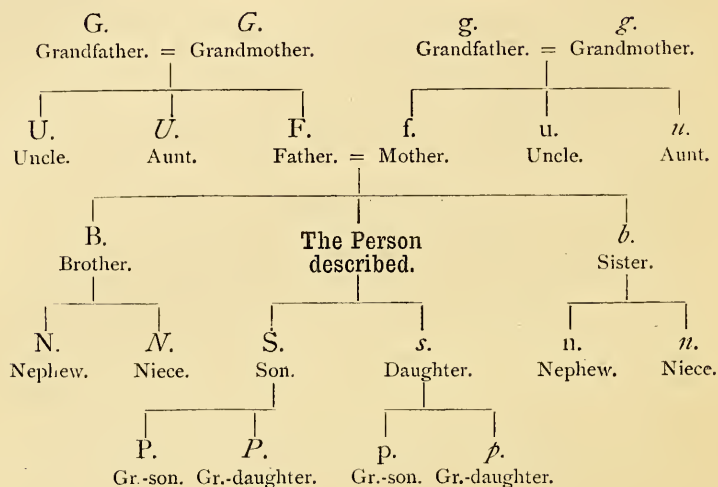 G. G. g. g.
Grandfather. = Grandmother. Grandfather. = Grandmother.
U. U. F. f. u. u.
Uncle. Aunt. Father. = Mother. Uncle. Aunt.
B. The Person b.
Brother. described. Sister.
N. N. S. s. n. n.
Nephew. Niece. Son. Daughter. Nephew. Niece.
P. P. p. p.
Gr.-son. Gr.-daughter. Gr.-son. Gr.-daughter.